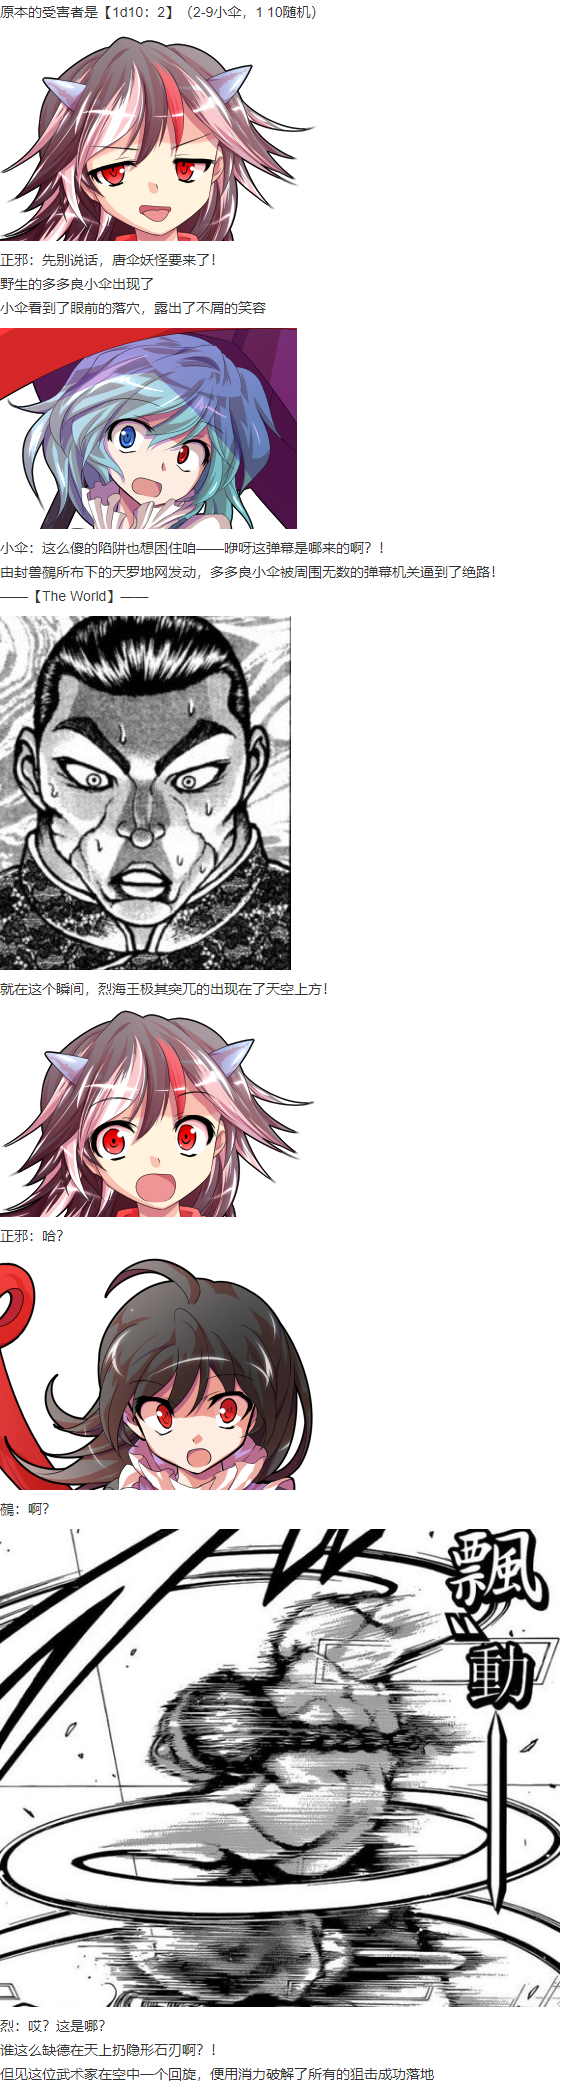 原本的受害者是【1d10：2】（2-9小伞，1 10随机）
正邪：先别说话，唐伞妖怪要来了！
野生的多多良小伞出现了
小伞看到了眼前的落穴，露出了不屑的笑容
小伞：这么傻的陷阱也想困住咱——咿呀这弹幕是哪来的啊？！
由封兽鵺所布下的天罗地网发动，多多良小伞被周围无数的弹幕机关逼到了绝路！
——【The World】——
就在这个瞬间，烈海王极其突兀的出现在了天空上方！
正邪：哈？
鵺：啊？
飄動
烈：哎？这是哪？
谁这么缺德在天上扔隐形石刃啊？！
但见这位武术家在空中一个回旋，便用消力破解了所有的狙击成功落地